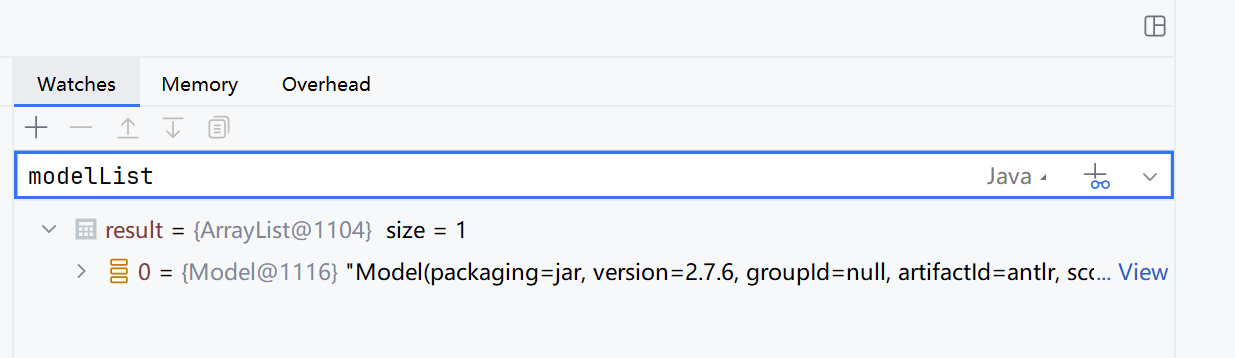 Watches Memory Overhead
modelList Java
result = {ArrayList@1104} size = 1
0 = {Model@1116} "Model(packaging=jar, version=2.7.6, groupId=null, artifactId=antlr, sc... View